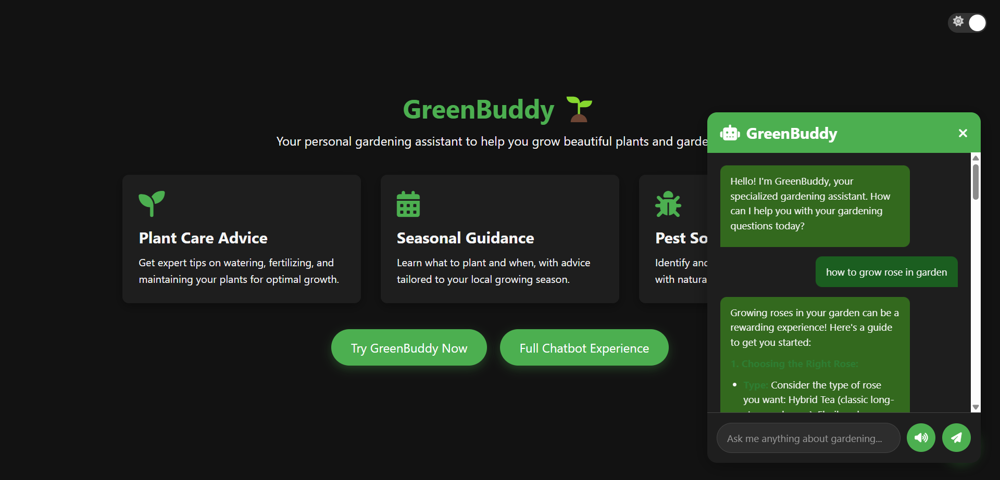 GreenBuddy
Your personal gardening assistant to help you grow beautiful plants and garde
Plant Care Advice
Get expert tips on watering, fertilizing, and
maintaining your plants for optimal growth.
Seasonal Guidance
Learn what to plant and when, with advice
tailored to your local growing season.
Pest So
Identify and
with natura
Try GreenBuddy Now
Full Chatbot Experience
GreenBuddy
Hello! I'm GreenBuddy, your
specialized gardening assistant. How
can I help you with your gardening
questions today?
how to grow rose in garden
Growing roses in your garden can be a
rewarding experience! Here's a guide
to get you started:
1. Choosing the Right Rose:
• Type: Consider the type of rose
you want: Hybrid Tea (classic long-
Ask me anything about gardening...